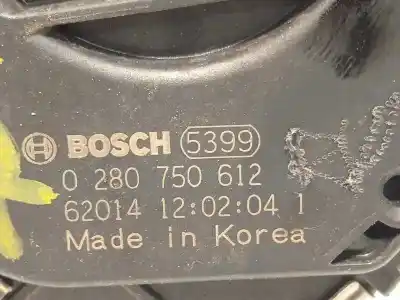 BOSCH 5399
0 280 750 612
62014 12:02:04 1
Made in Korea